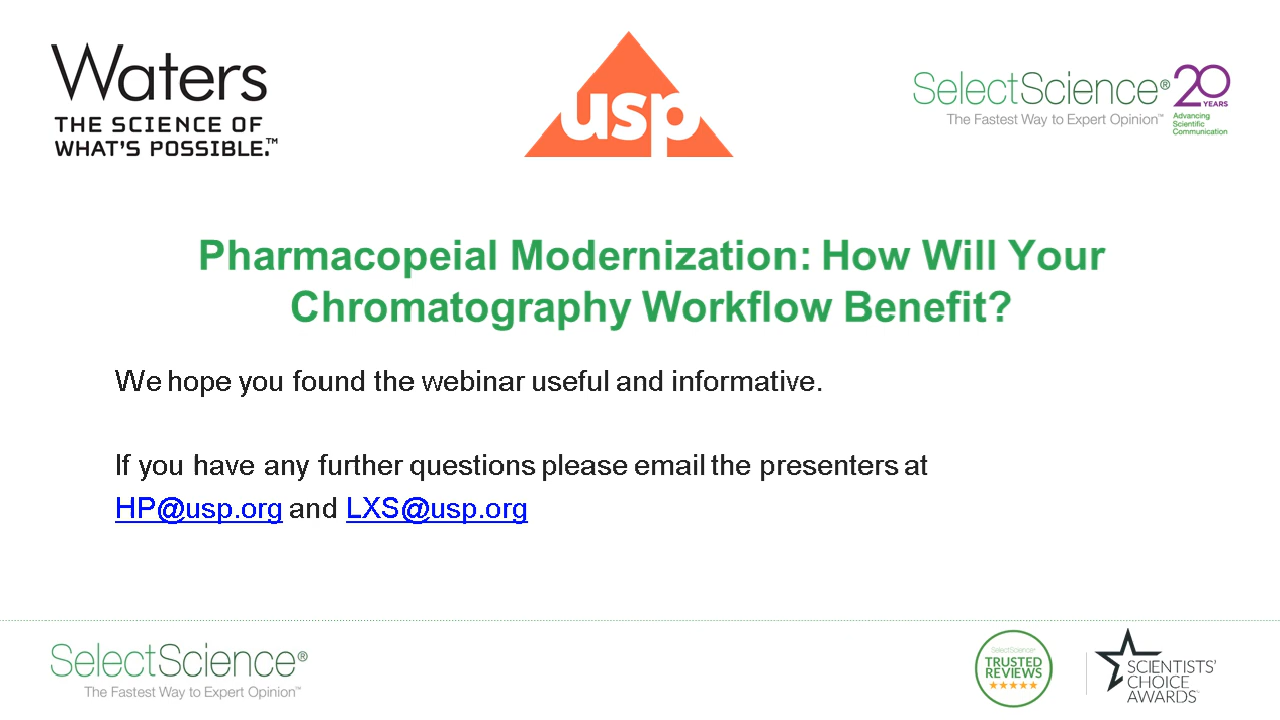 Waters
THE SCIENCE OF
WHAT'S POSSIBLE.™
usp
SelectScience® 20
YEARS
The Fastest Way to Expert Opinion™
Advancing
Scientific
Communication
Pharmacopeial Modernization: How Will Your
Chromatography Workflow Benefit?
We hope you found the webinar useful and informative.
If you have any further questions please email the presenters at
HP@usp.org and LXS@usp.org
SelectScience®
The Fastest Way to Expert Opinion™
SelectScience®
TRUSTED
REVIEWS
SCIENTISTS'
CHOICE
AWARDS™